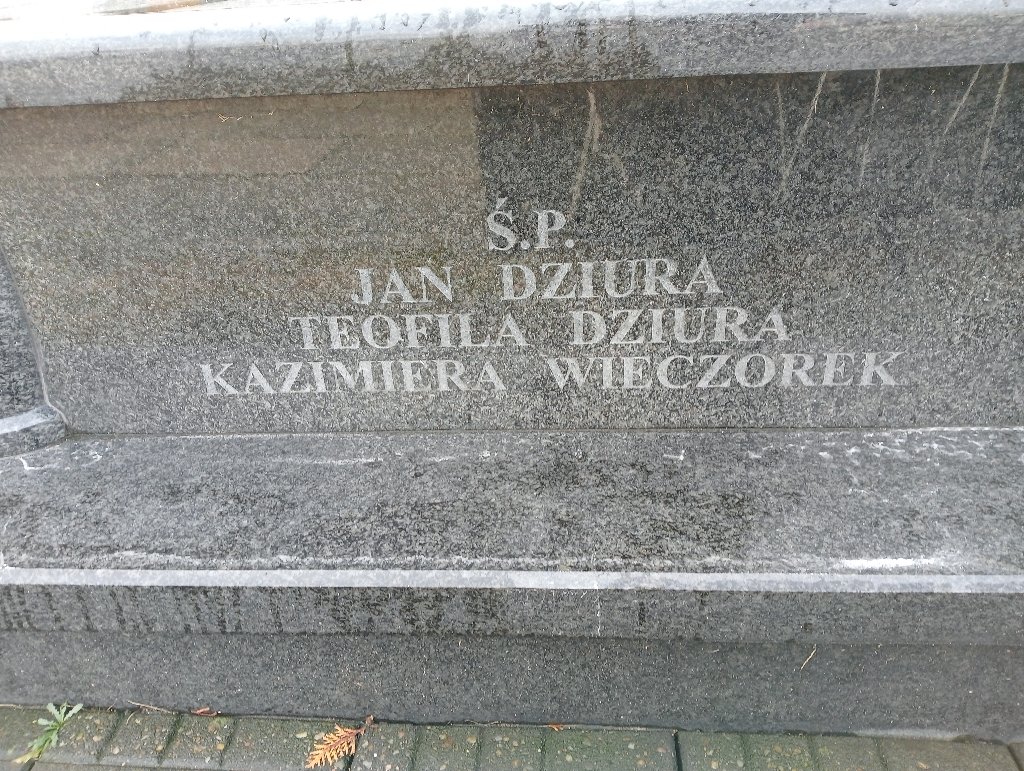 Ś.P.
JAN DZIURA
TEOFILA DZIURA
KAZIMIERA WIECZOREK